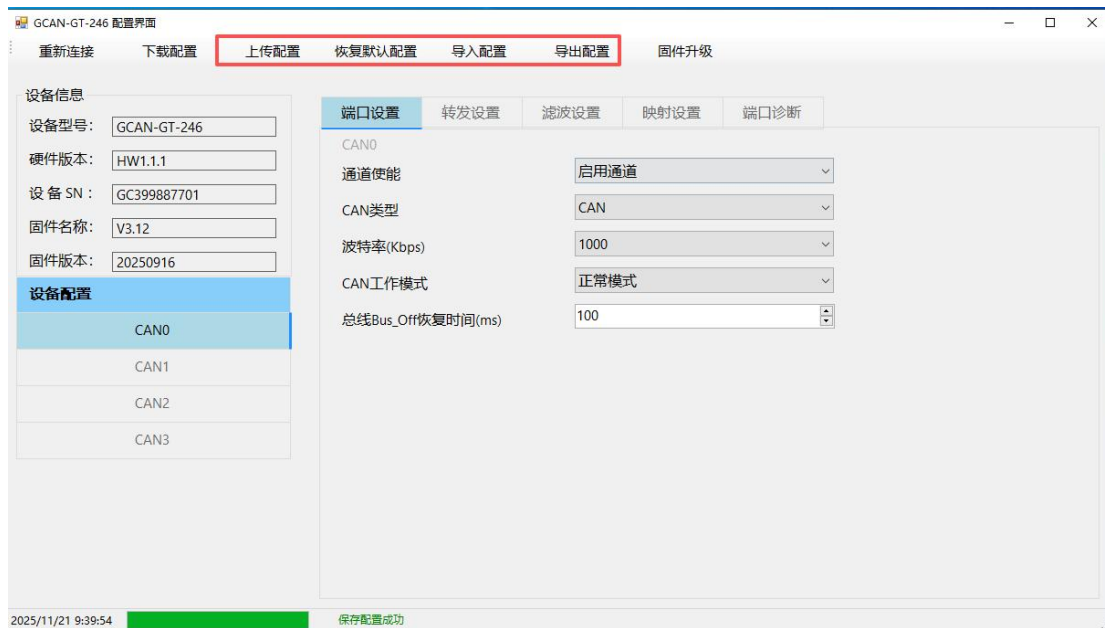 GCAN-GT-246 配置界面
重新连接 下载配置 上传配置 恢复默认配置 导入配置 导出配置 固件升级
设备信息
设备型号： GCAN-GT-246
硬件版本： HW1.1.1
设 备 SN ： GC399887701
固件名称： V3.12
固件版本： 20250916
设备配置
CAN0
CAN1
CAN2
CAN3
端口设置 转发设置 滤波设置 映射设置 端口诊断
CAN0
通道使能 启用通道
CAN类型 CAN
波特率(Kbps) 1000
CAN工作模式 正常模式
总线Bus_Off恢复时间(ms) 100
2025/11/21 9:39:54 保存配置成功